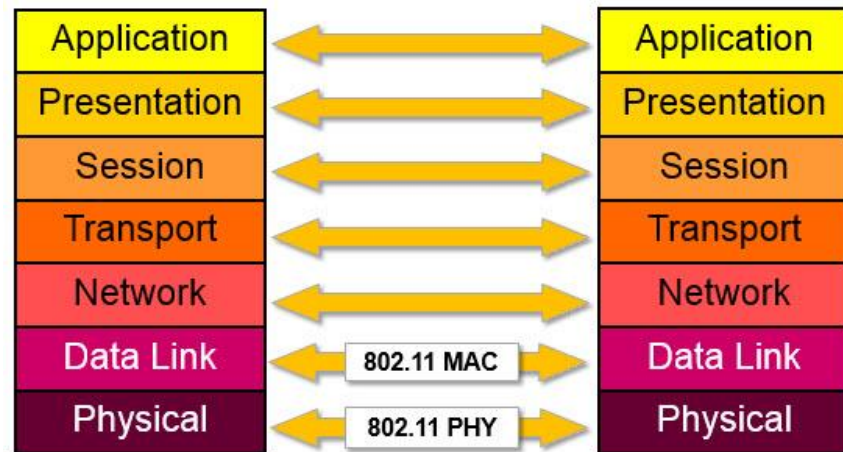 Application
Application
Presentation
Presentation
Session
Session
Transport
Transport
Network
Network
Data Link
802.11 MAC
Data Link
Physical
802.11 PHY
Physical